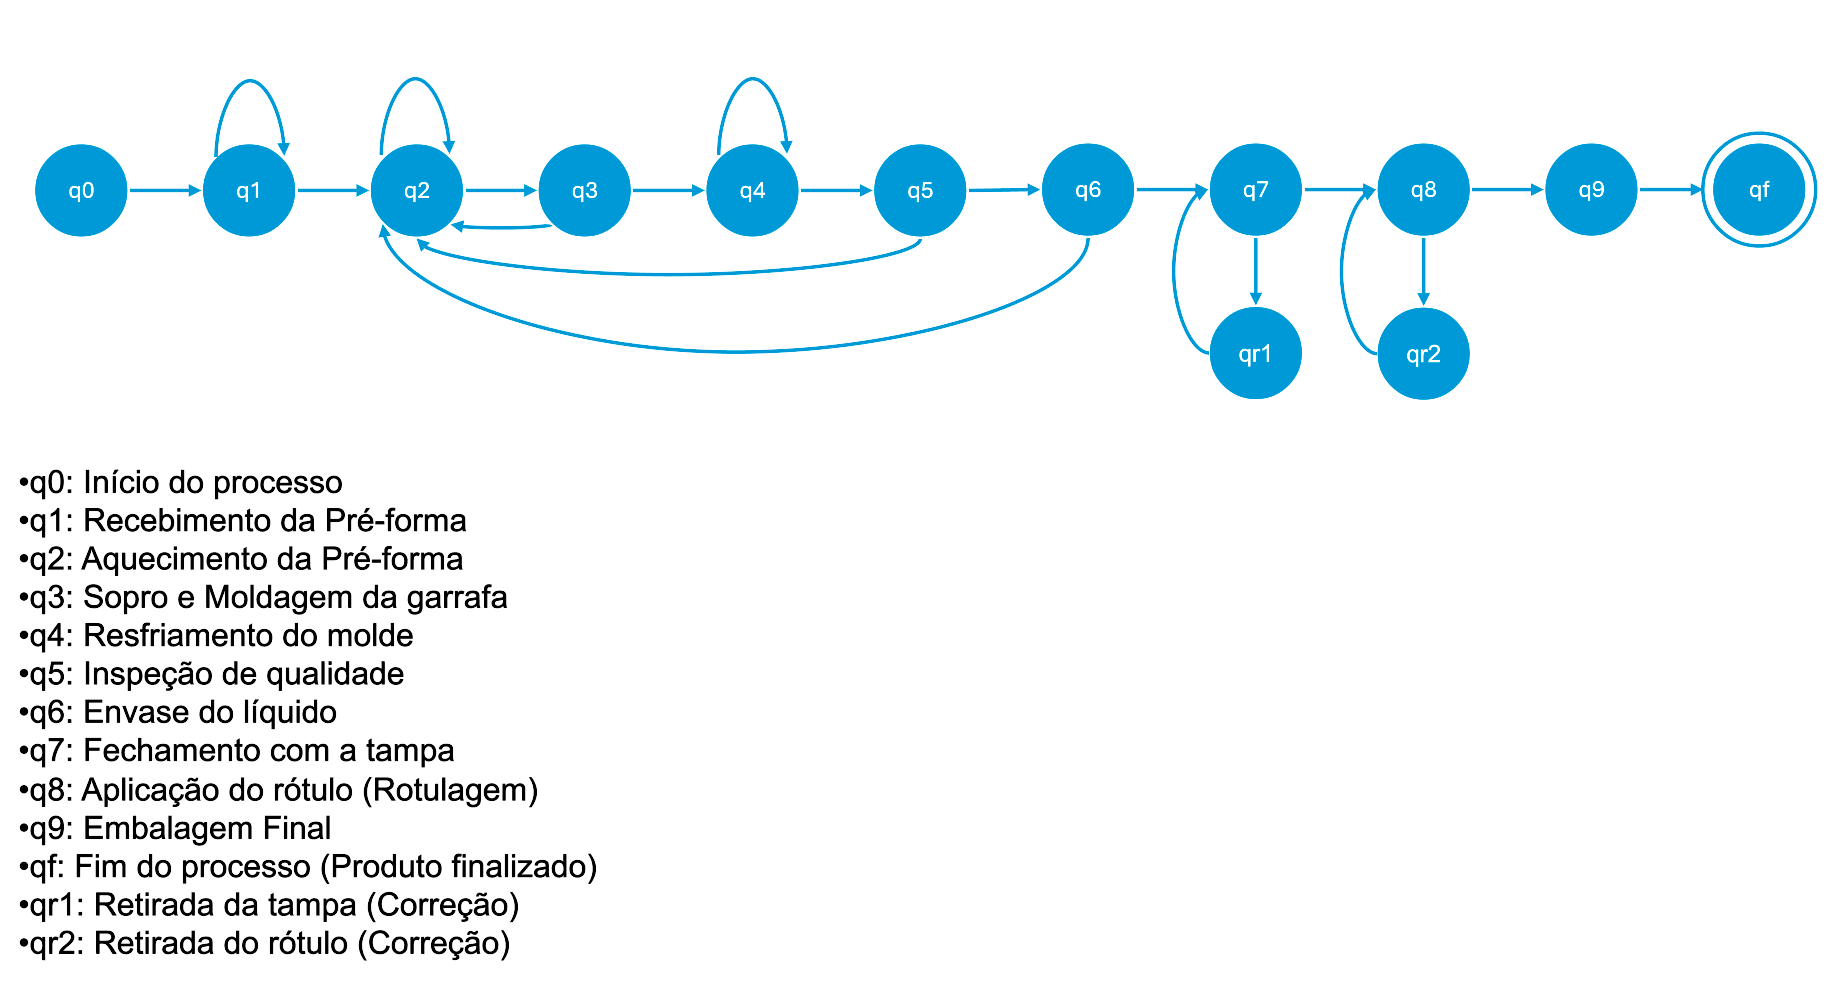 q0 q1 q2 q3 q4 q5 q6 q7 q8 q9 qf
qr1 qr2
•q0: Início do processo
•q1: Recebimento da Pré-forma
•q2: Aquecimento da Pré-forma
•q3: Sopro e Moldagem da garrafa
•q4: Resfriamento do molde
•q5: Inspeção de qualidade
•q6: Envase do líquido
•q7: Fechamento com a tampa
•q8: Aplicação do rótulo (Rotulagem)
•q9: Embalagem Final
•qf: Fim do processo (Produto finalizado)
•qr1: Retirada da tampa (Correção)
•qr2: Retirada do rótulo (Correção)